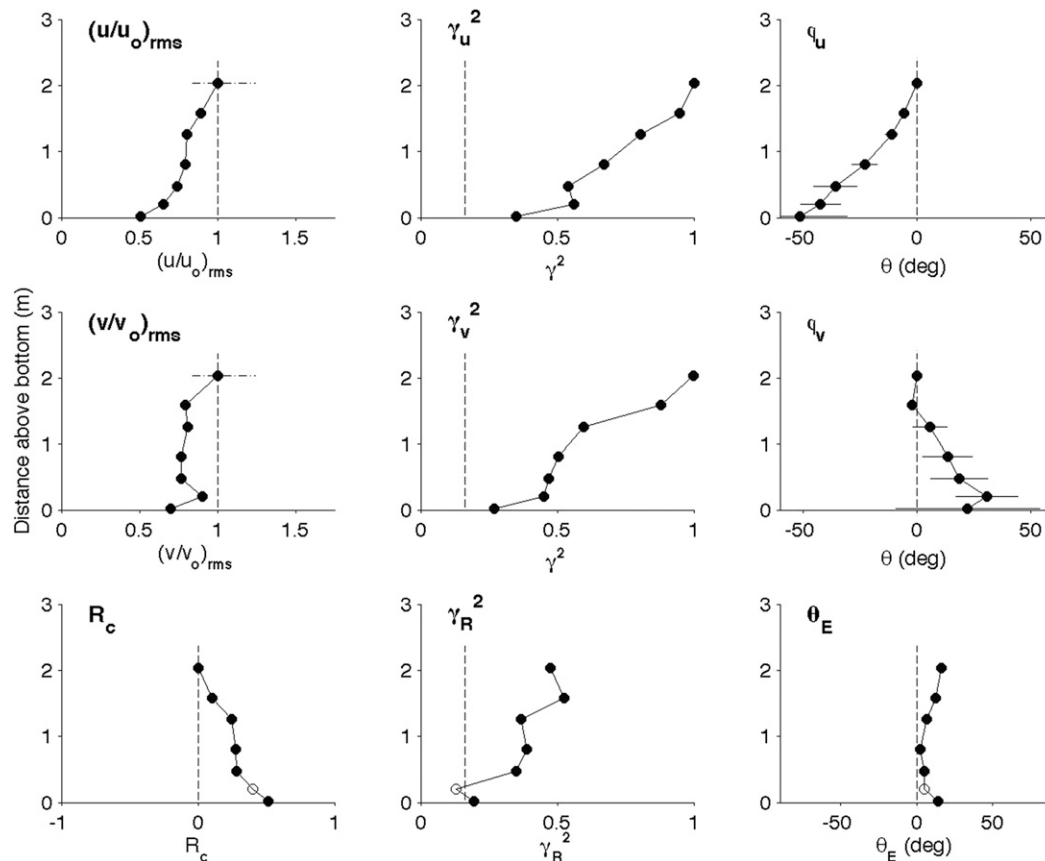 (u/u_o)_rms
γ_u^2
φ_u
3
2
1
0
0 0.5 1 1.5
(u/u_o)_rms
3
2
1
0
0 0.5 1
γ^2
3
2
1
0
-50 0 50
θ (deg)
Distance above bottom (m)
(v/v_o)_rms
γ_v^2
φ_v
3
2
1
0
0 0.5 1 1.5
(v/v_o)_rms
3
2
1
0
0 0.5 1
γ^2
3
2
1
0
-50 0 50
θ (deg)
R_c
γ_R^2
θ_E
3
2
1
0
-1 0 1
R_c
3
2
1
0
0 0.5 1
γ_R^2
3
2
1
0
-50 0 50
θ_E (deg)